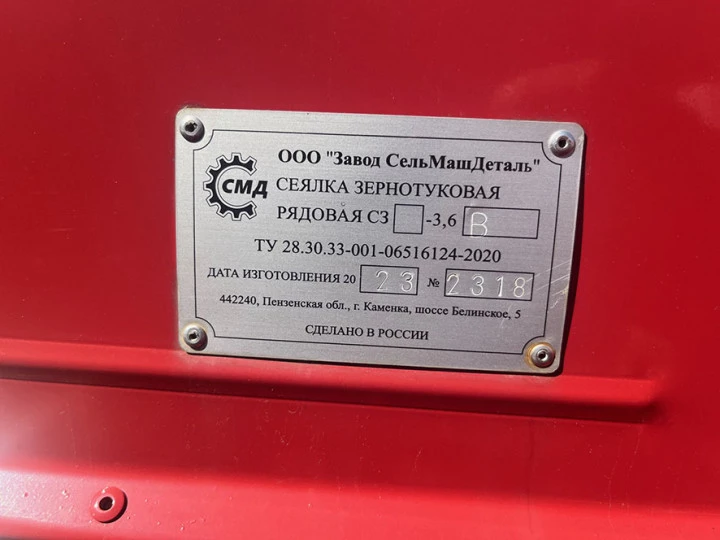 ООО "Завод СельМашДеталь"
СМД
СЕЯЛКА ЗЕРНОТУКОВАЯ
РЯДОВАЯ СЗ -3,6 В
ТУ 28.30.33-001-06516124-2020
ДАТА ИЗГОТОВЛЕНИЯ 20 23 № 2318
442240, Пензенская обл., г. Каменка, шоссе Белинское, 5
СДЕЛАНО В РОССИИ